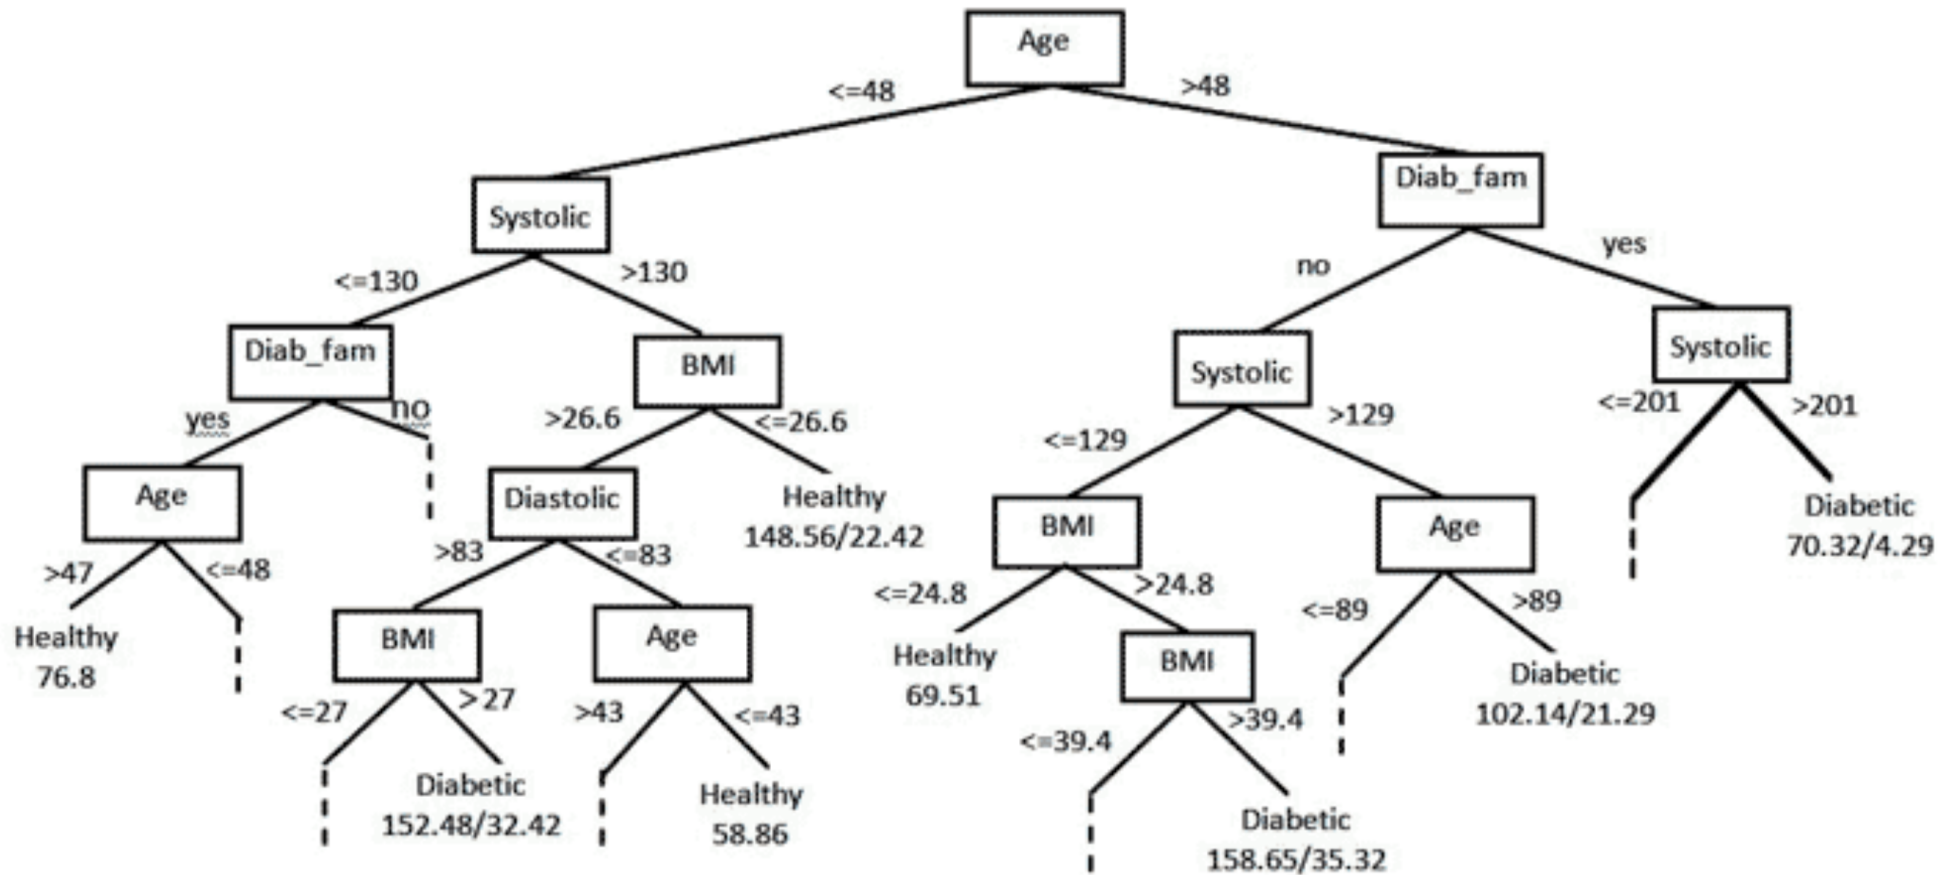 Age
<=48
>48
Diab_fam
Systolic
<=130
>130
no
yes
Diab_fam
BMI
Systolic
Systolic
yes
no
>26.6
<=26.6
<=129
>129
<=201
>201
Age
Diastolic
Healthy
148.56/22.42
BMI
Age
Diabetic
70.32/4.29
>47
<=48
>83
<=83
<=24.8
>24.8
<=89
>89
Healthy
76.8
BMI
Age
Healthy
69.51
BMI
Diabetic
102.14/21.29
<=27
>27
>43
<=43
<=39.4
>39.4
Diabetic
152.48/32.42
Healthy
58.86
Diabetic
158.65/35.32